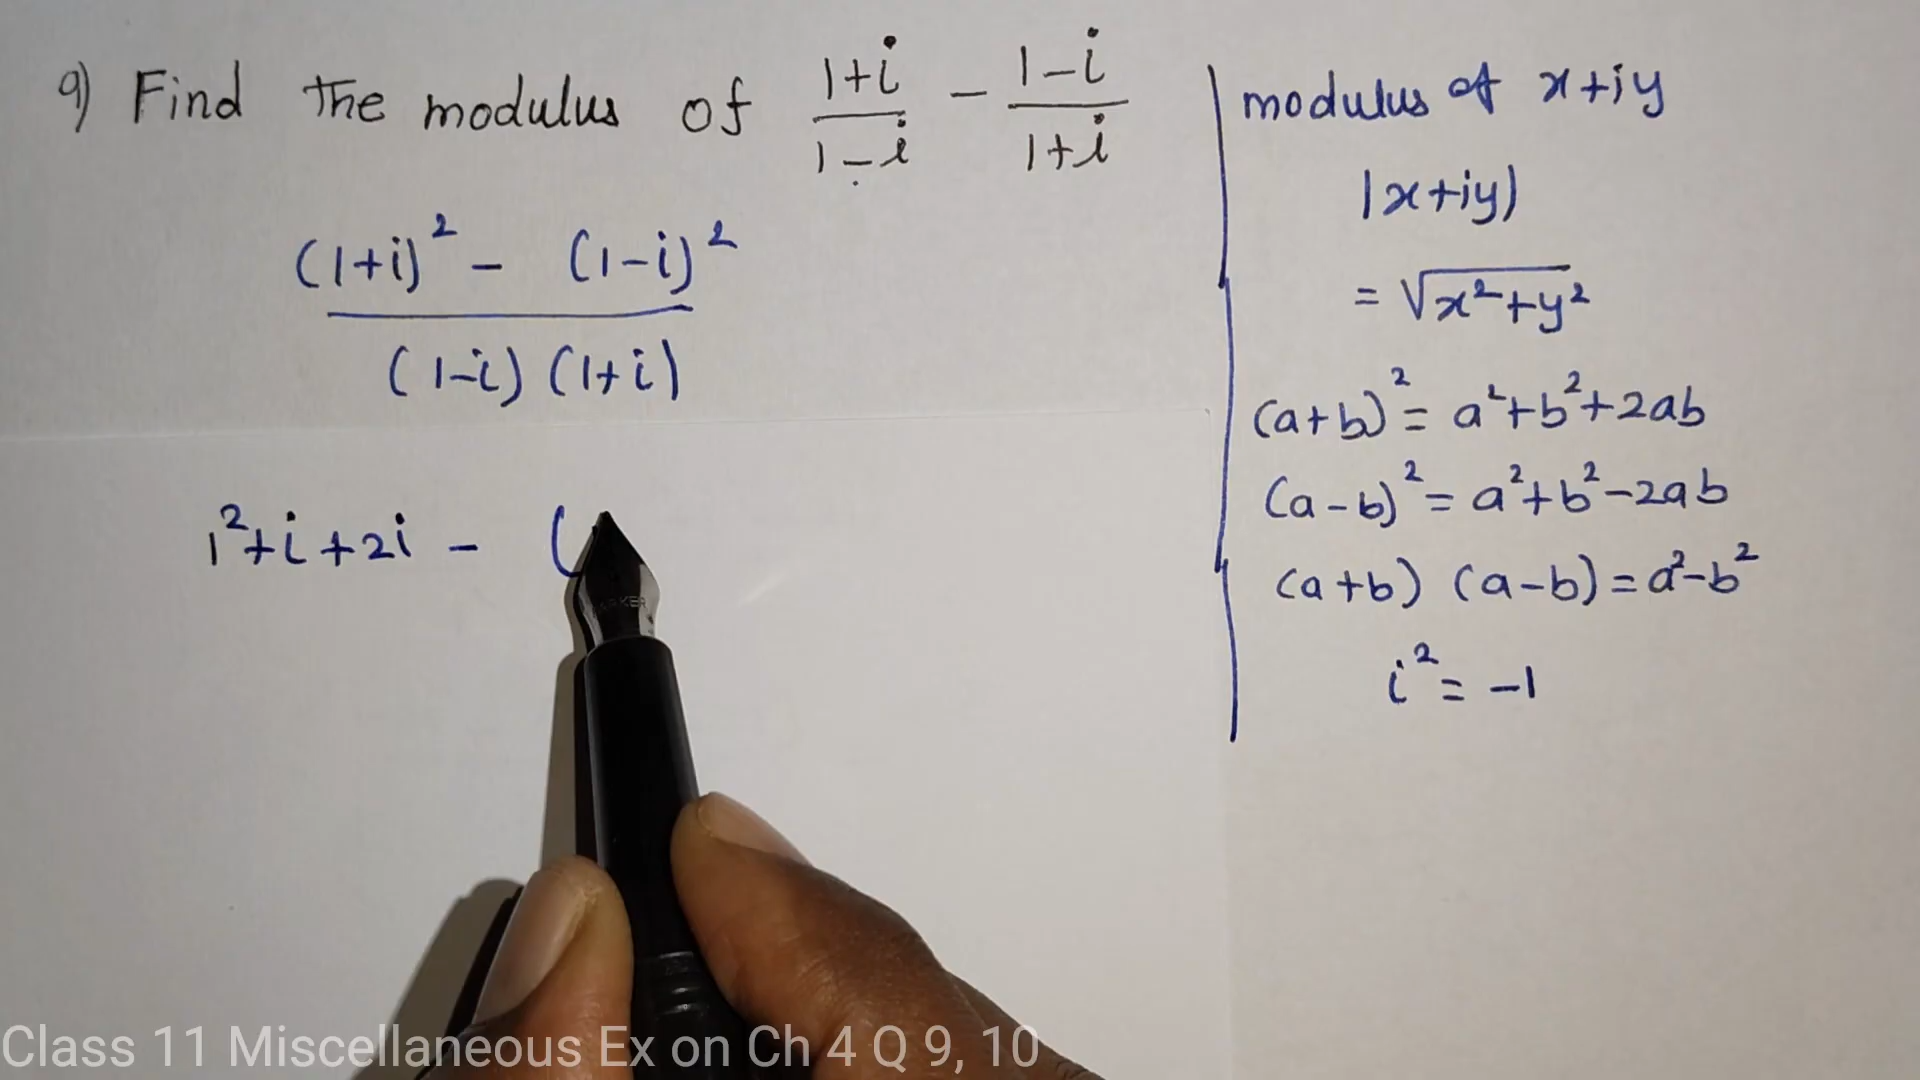 9) Find the modulus of (1+i)/(1-i) - (1-i)/(1+i)
(1+i)² - (1-i)²
(1-i) (1+i)
1²+i+2i - (
modulus of x+iy
|x+iy|
= √x²+y²
(a+b)² = a²+b²+2ab
(a-b)² = a²+b²-2ab
(a+b) (a-b) = a²-b²
i² = -1
PARKER
Class 11 Miscellaneous Ex on Ch 4 Q 9, 10